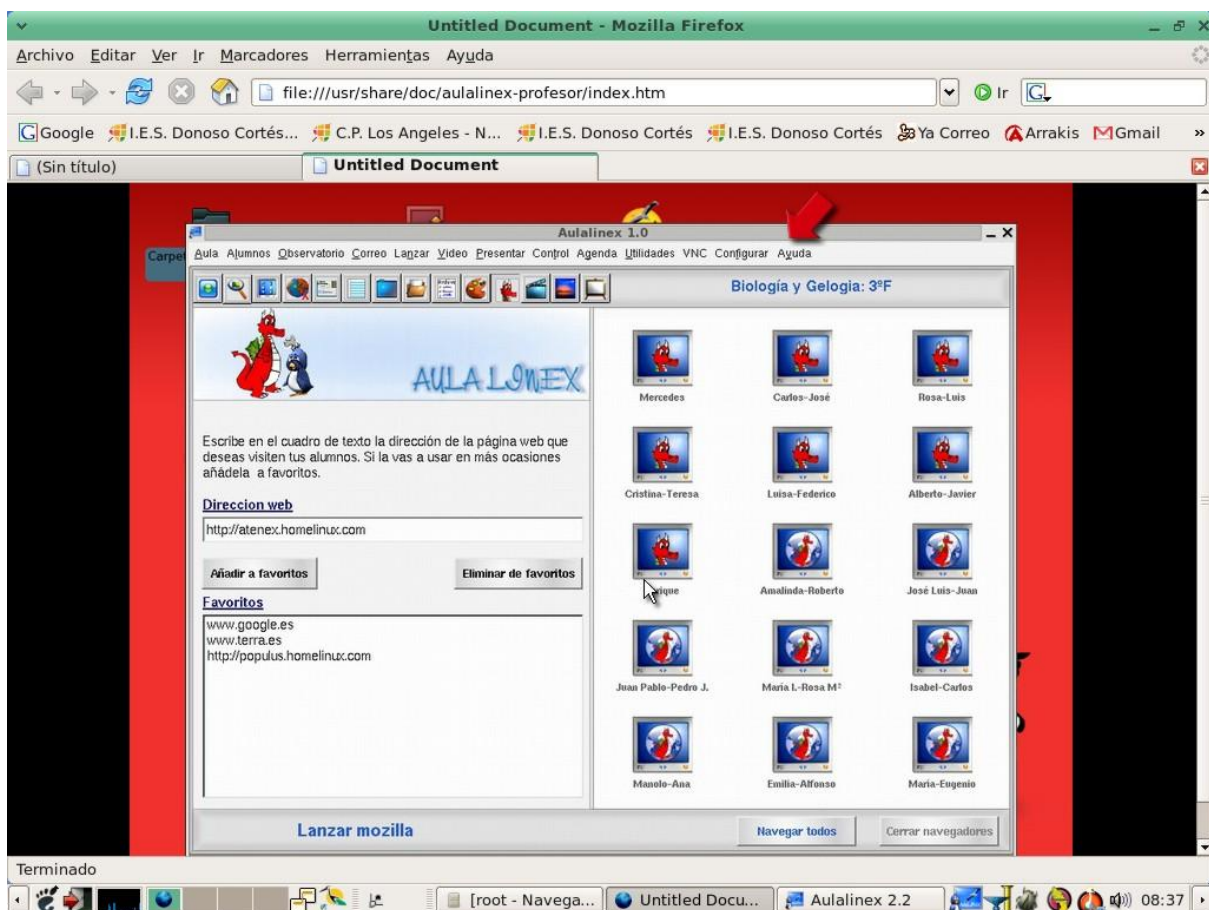 Untitled Document - Mozilla Firefox
Archivo Editar Ver Ir Marcadores Herramientas Ayuda
file:///usr/share/doc/aulalinex-profesor/index.htm Ir G
Google I.E.S. Donoso Cortés... C.P. Los Angeles - N... I.E.S. Donoso Cortés I.E.S. Donoso Cortés Ya Correo Arrakis Gmail »
(Sin título) Untitled Document
Aulalinex 1.0
Carpet
Aula Alumnos Observatorio Correo Lanzar Video Presentar Control Agenda Utilidades VNC Configurar Ayuda
Biología y Gelogia: 3ºF
AULA LINEX
Mercedes Carlos-José Rosa-Luis
Escribe en el cuadro de texto la dirección de la página web que
deseas visiten tus alumnos. Si la vas a usar en más ocasiones
añádela a favoritos.
Cristina-Teresa Luisa-Federico Alberto-Javier
Direccion web
http://atenex.homelinux.com
Añadir a favoritos Eliminar de favoritos
rique Amalinda-Roberto José Luis-Juan
Favoritos
www.google.es
www.terra.es
http://populus.homelinux.com
Juan Pablo-Pedro J. María I.-Rosa Mª Isabel-Carlos
Manolo-Ana Emilia-Alfonso María-Eugenio
Lanzar mozilla Navegar todos Cerrar navegadores
Terminado
[root - Navega... Untitled Docu... Aulalinex 2.2 08:37